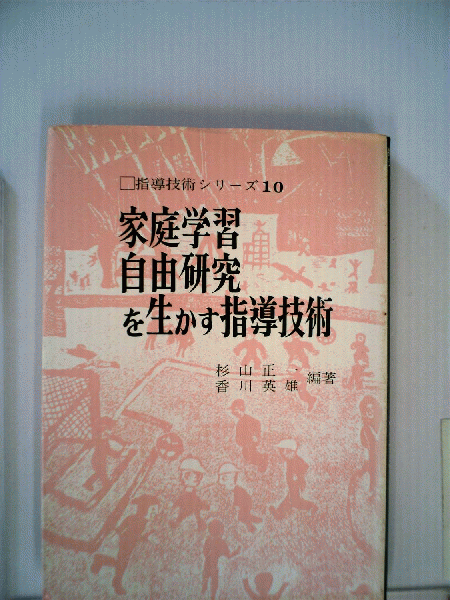 □指導技術シリーズ10
家庭学習
自由研究
を生かす指導技術
杉山正一
香川英雄 編著